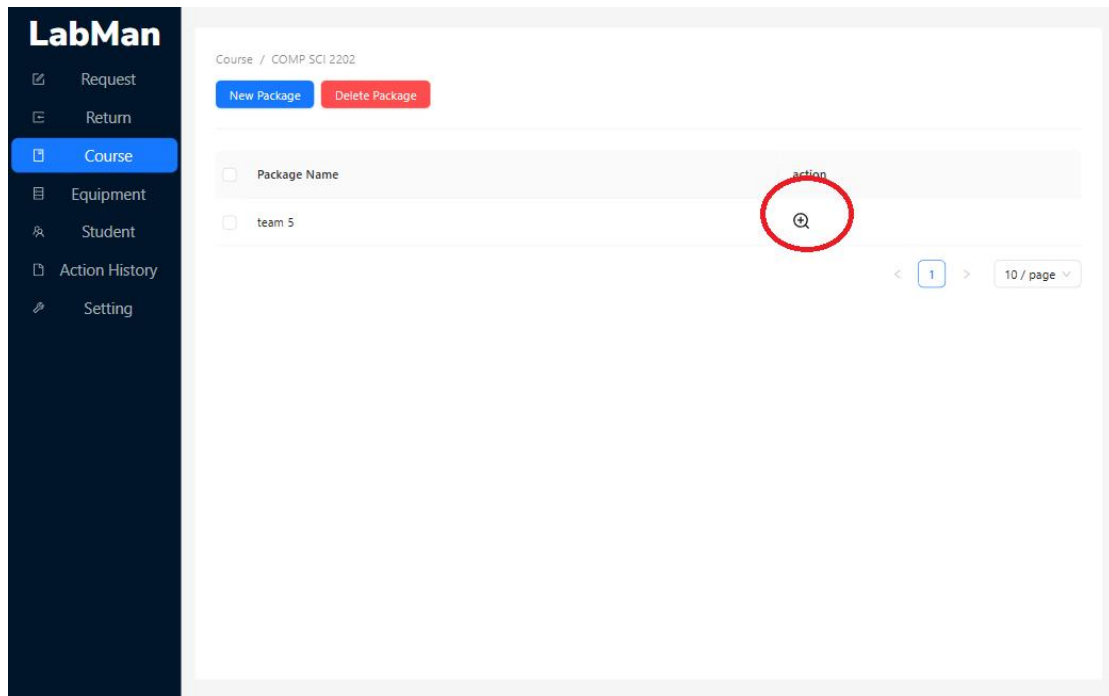 LabMan
Request
Return
Course
Equipment
Student
Action History
Setting
Course / COMP SCI 2202
New Package Delete Package
Package Name action
team 5
< 1 > 10 / page